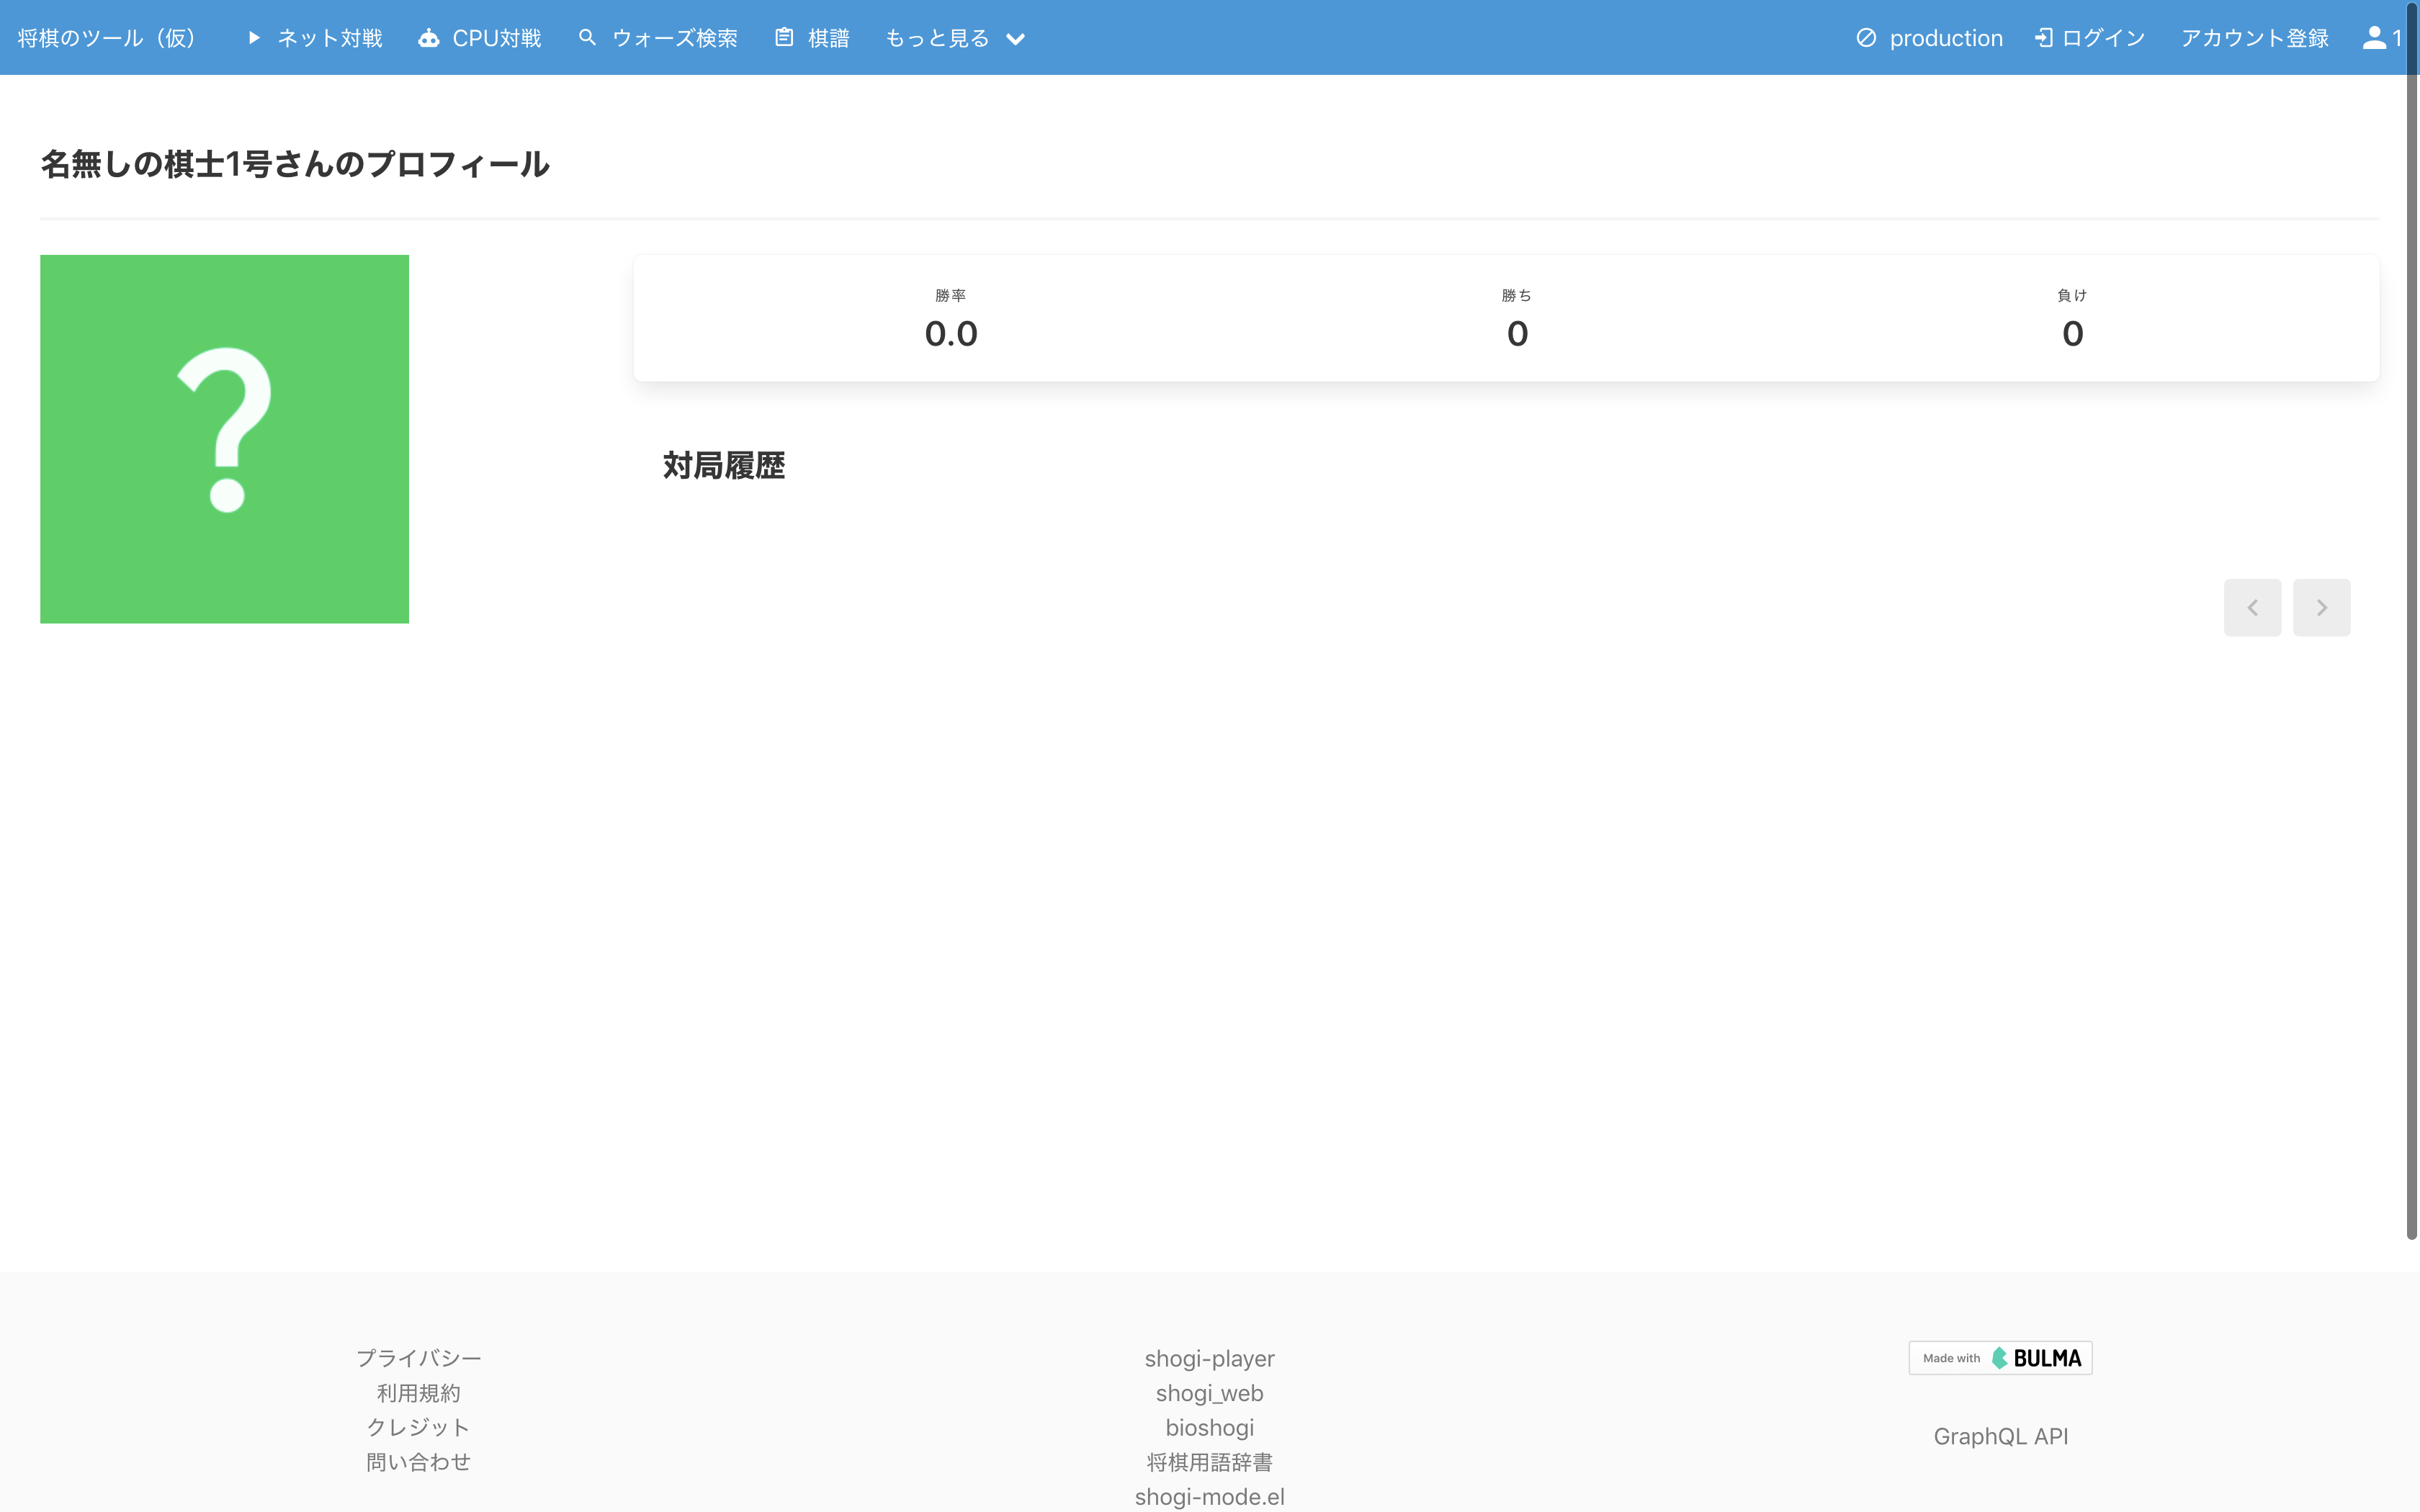 将棋のツール（仮） ネット対戦 CPU対戦 ウォーズ検索 棋譜 もっと見る production ログイン アカウント登録 1
名無しの棋士1号さんのプロフィール
?
勝率 勝ち 負け
0.0 0 0
対局履歴
プライバシー
利用規約
クレジット
問い合わせ
shogi-player
shogi_web
bioshogi
将棋用語辞書
shogi-mode.el
Made with BULMA
GraphQL API